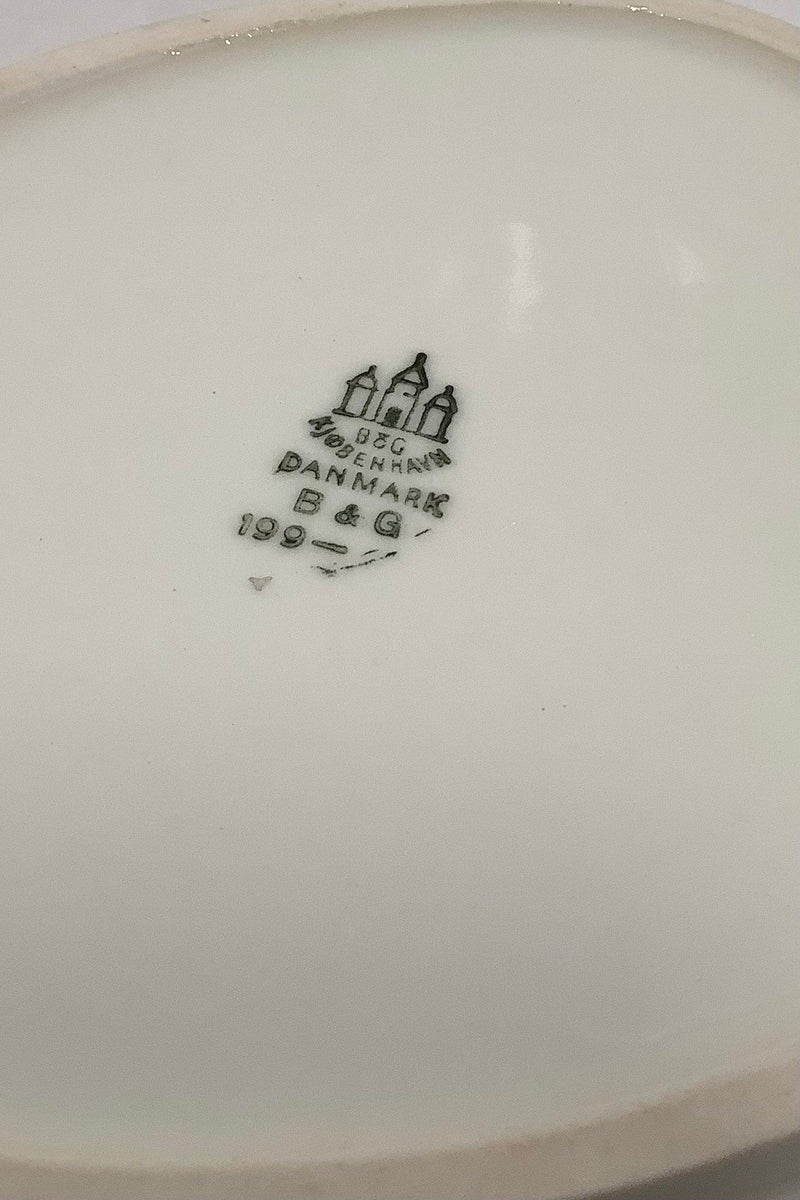 B&G
KJØBENHAVN
DANMARK
B & G
199—